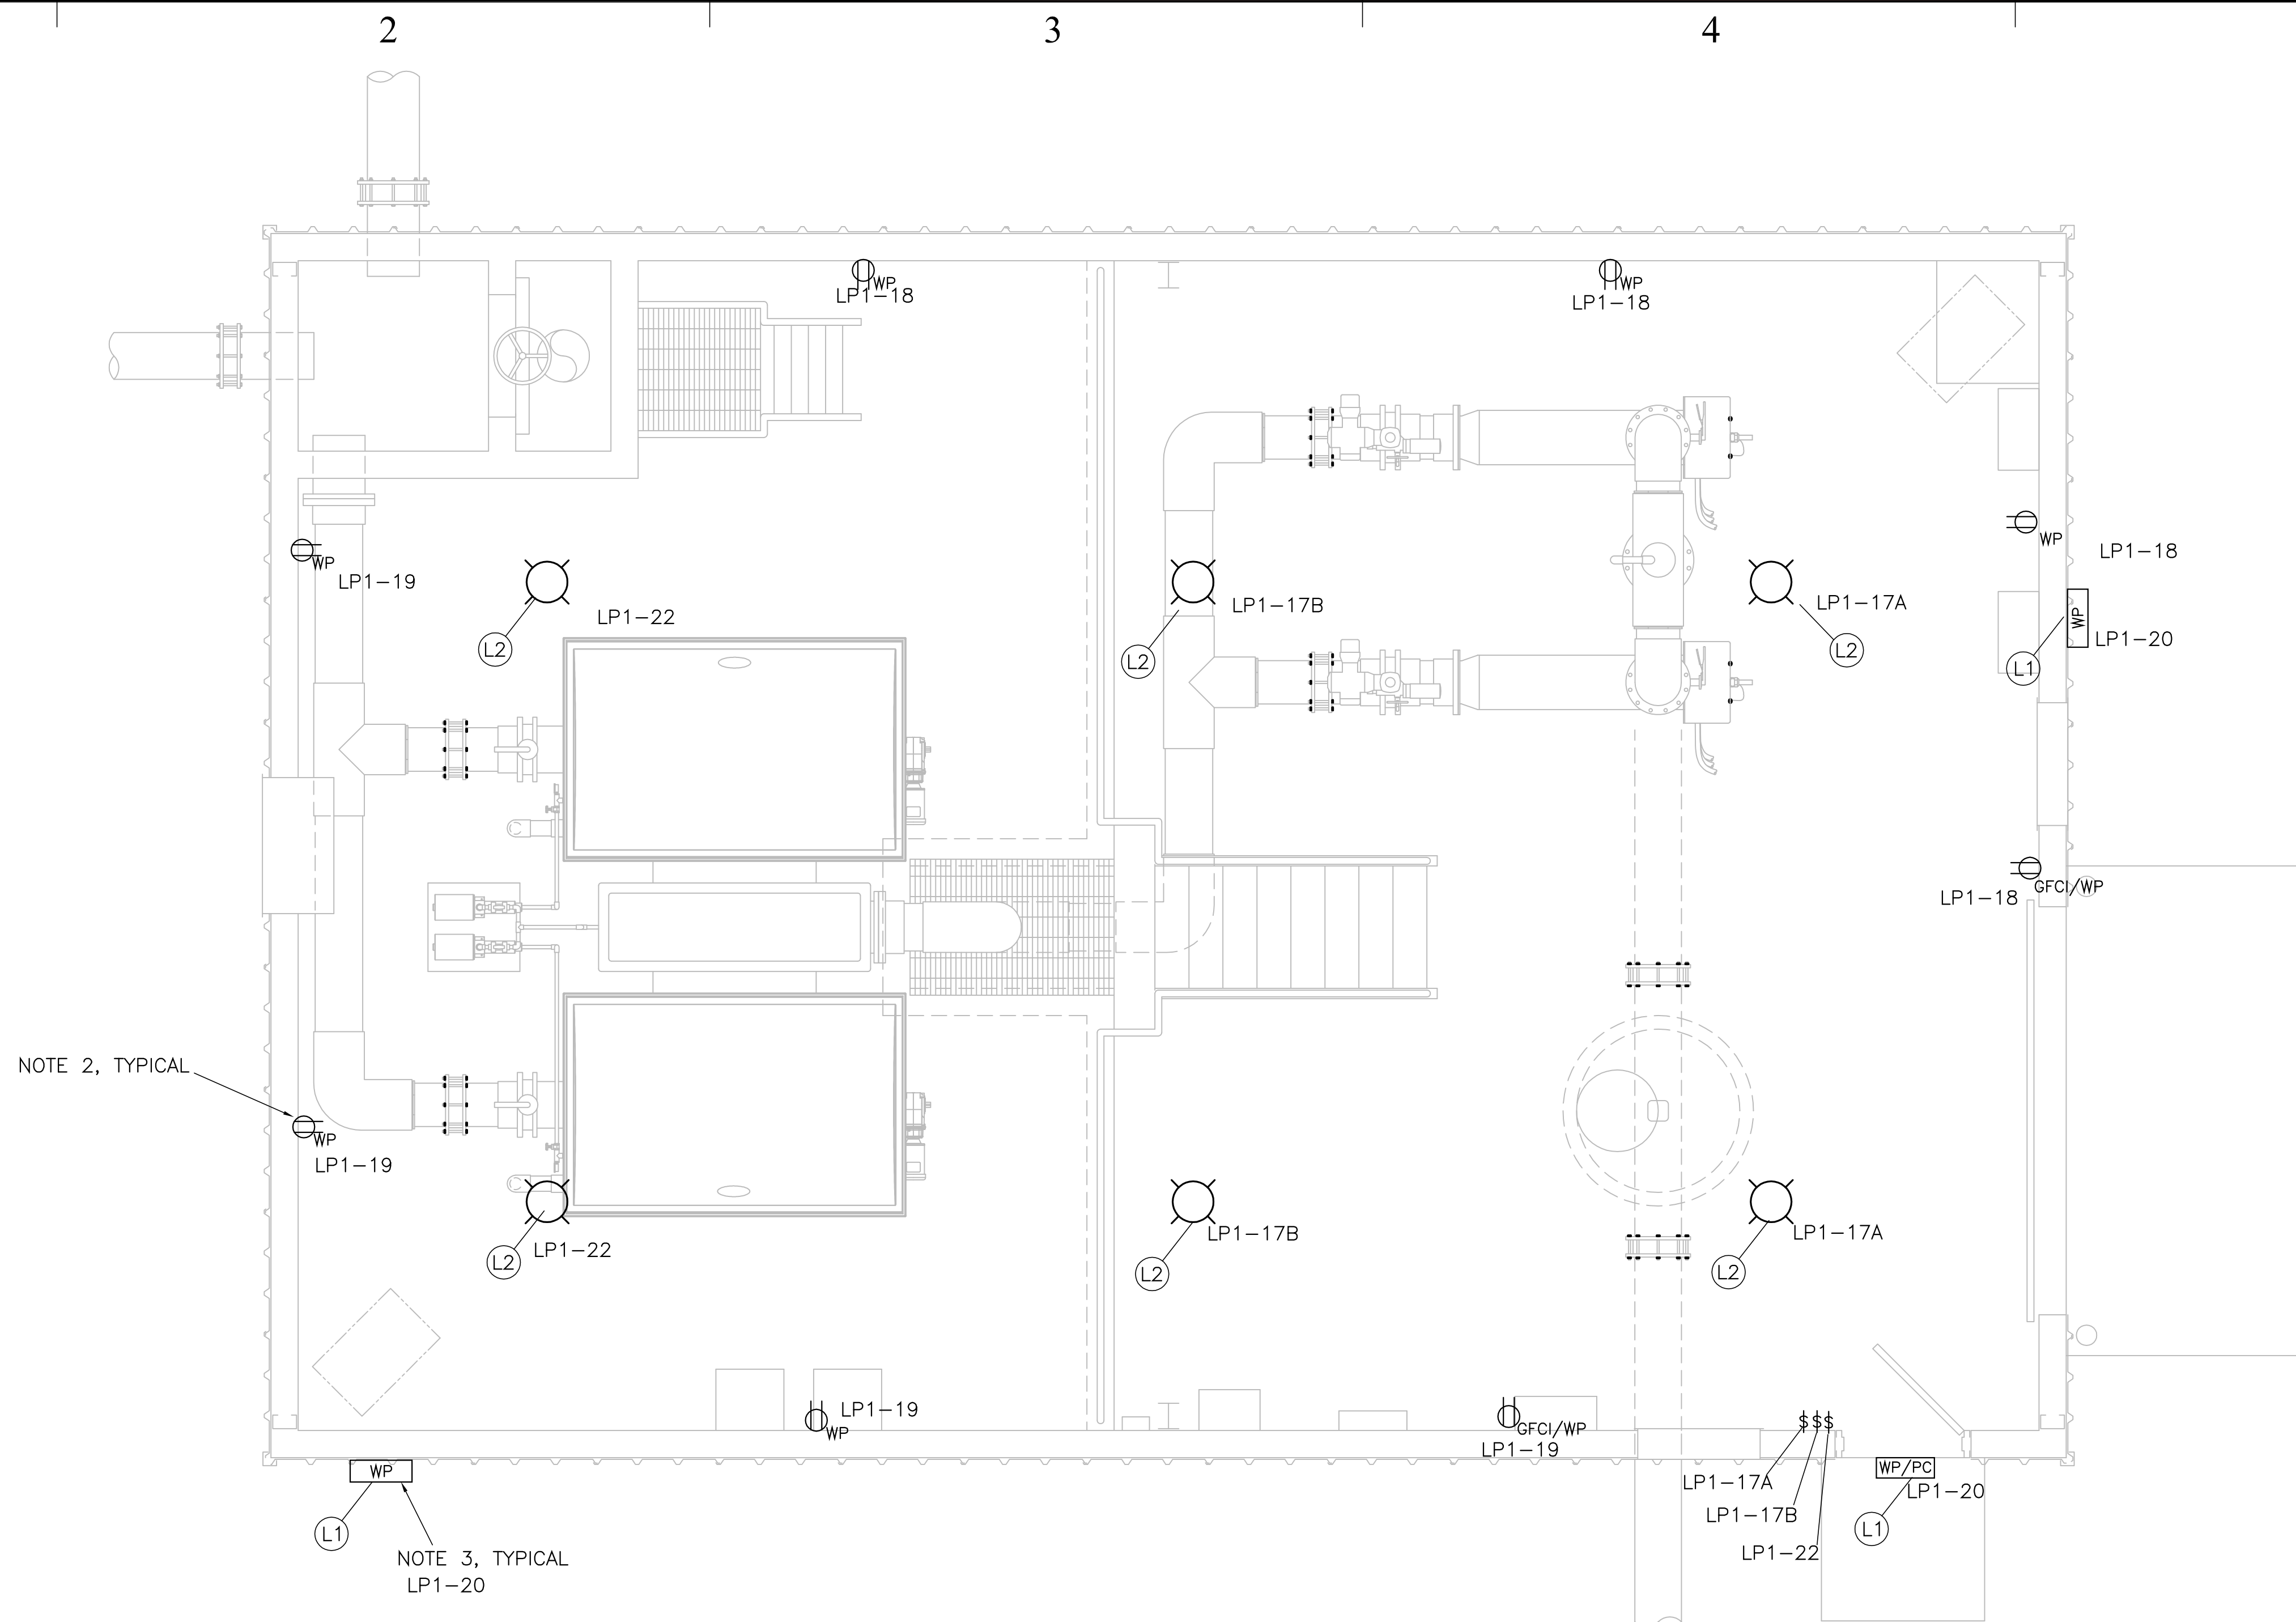 2
3
4
WP
LP1-18
WP
LP1-18
WP
LP1-18
WP
LP1-19
LP1-22
L2
LP1-17B
L2
LP1-17A
L2
WP
LP1-20
L1
GFCI/WP
LP1-18
NOTE 2, TYPICAL
WP
LP1-19
L2
LP1-22
LP1-17B
L2
LP1-17A
L2
LP1-19
WP
GFCI/WP
LP1-19
$$$
WP
L1
NOTE 3, TYPICAL
LP1-20
LP1-17A
LP1-17B
LP1-22
WP/PC
LP1-20
L1